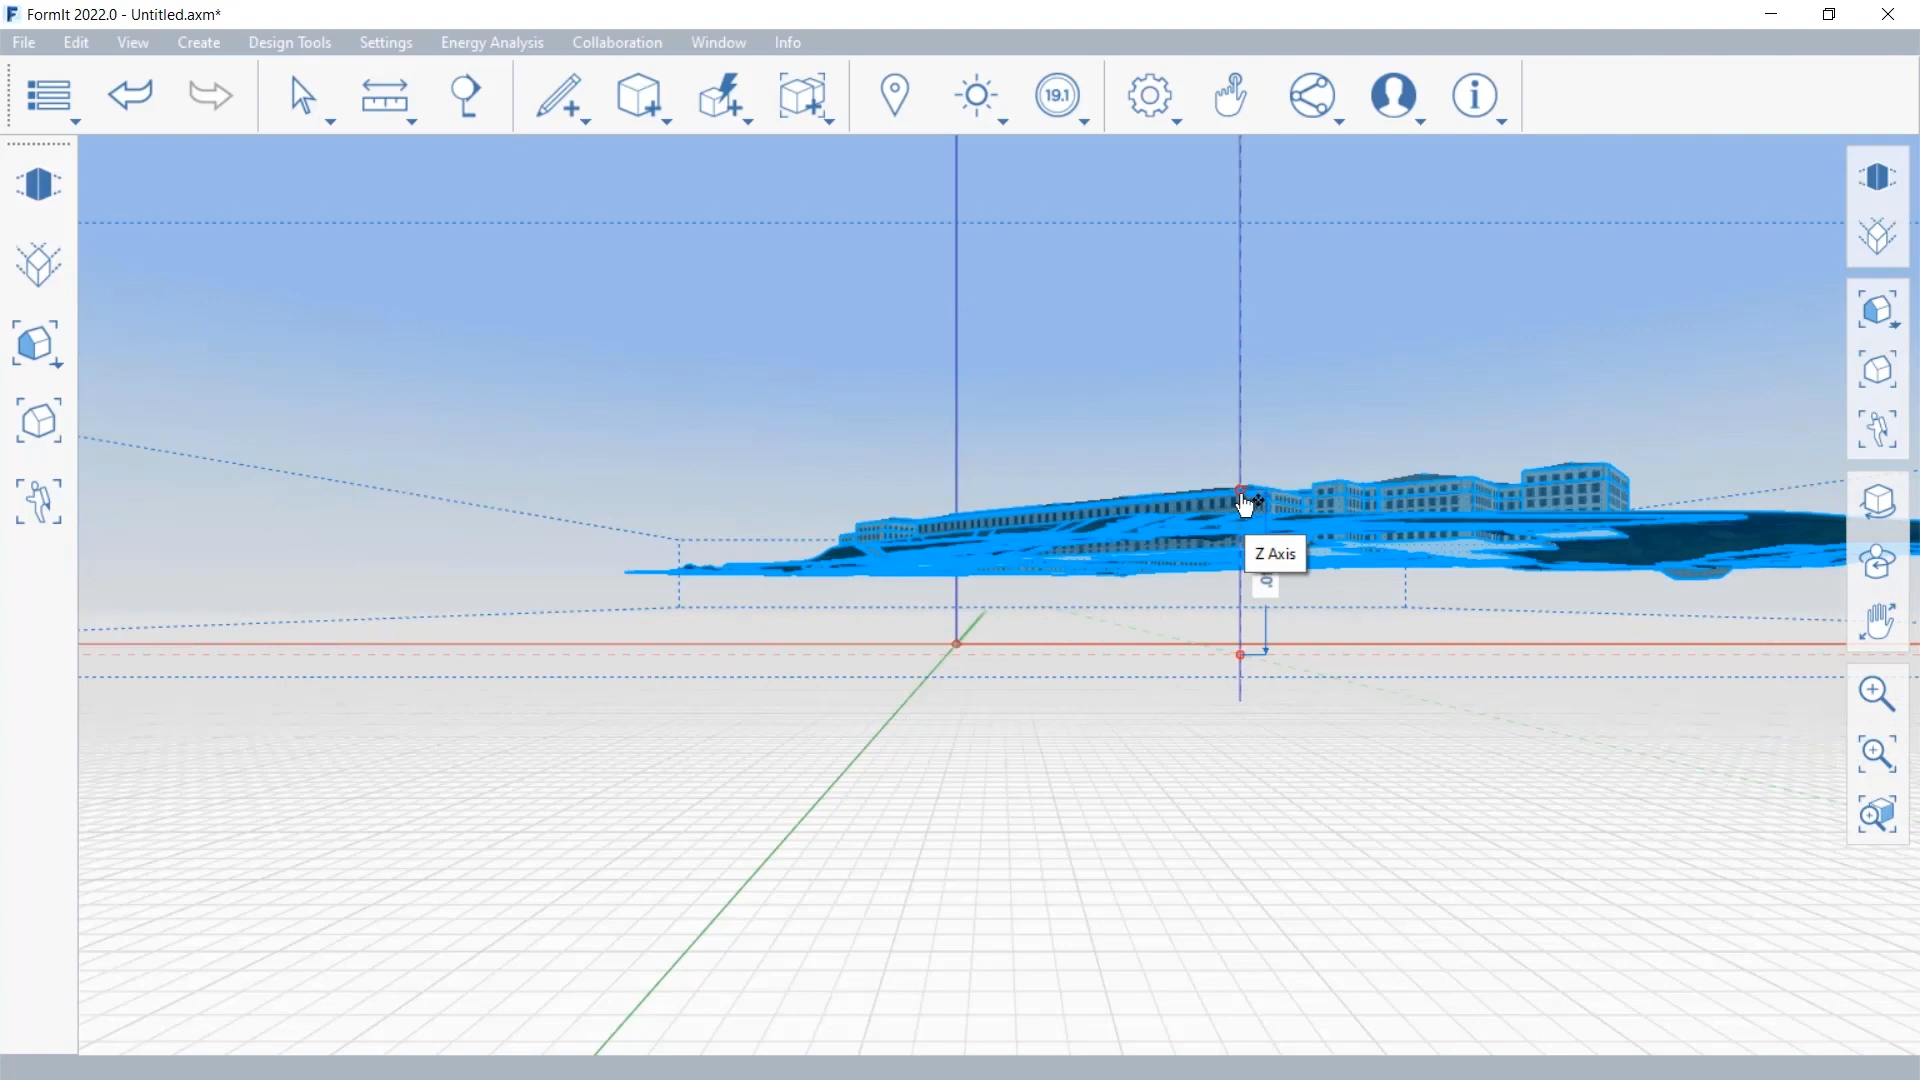 FormIt 2022.0 - Untitled.axm*
File Edit View Create Design Tools Settings Energy Analysis Collaboration Window Info
19.1
Z Axis